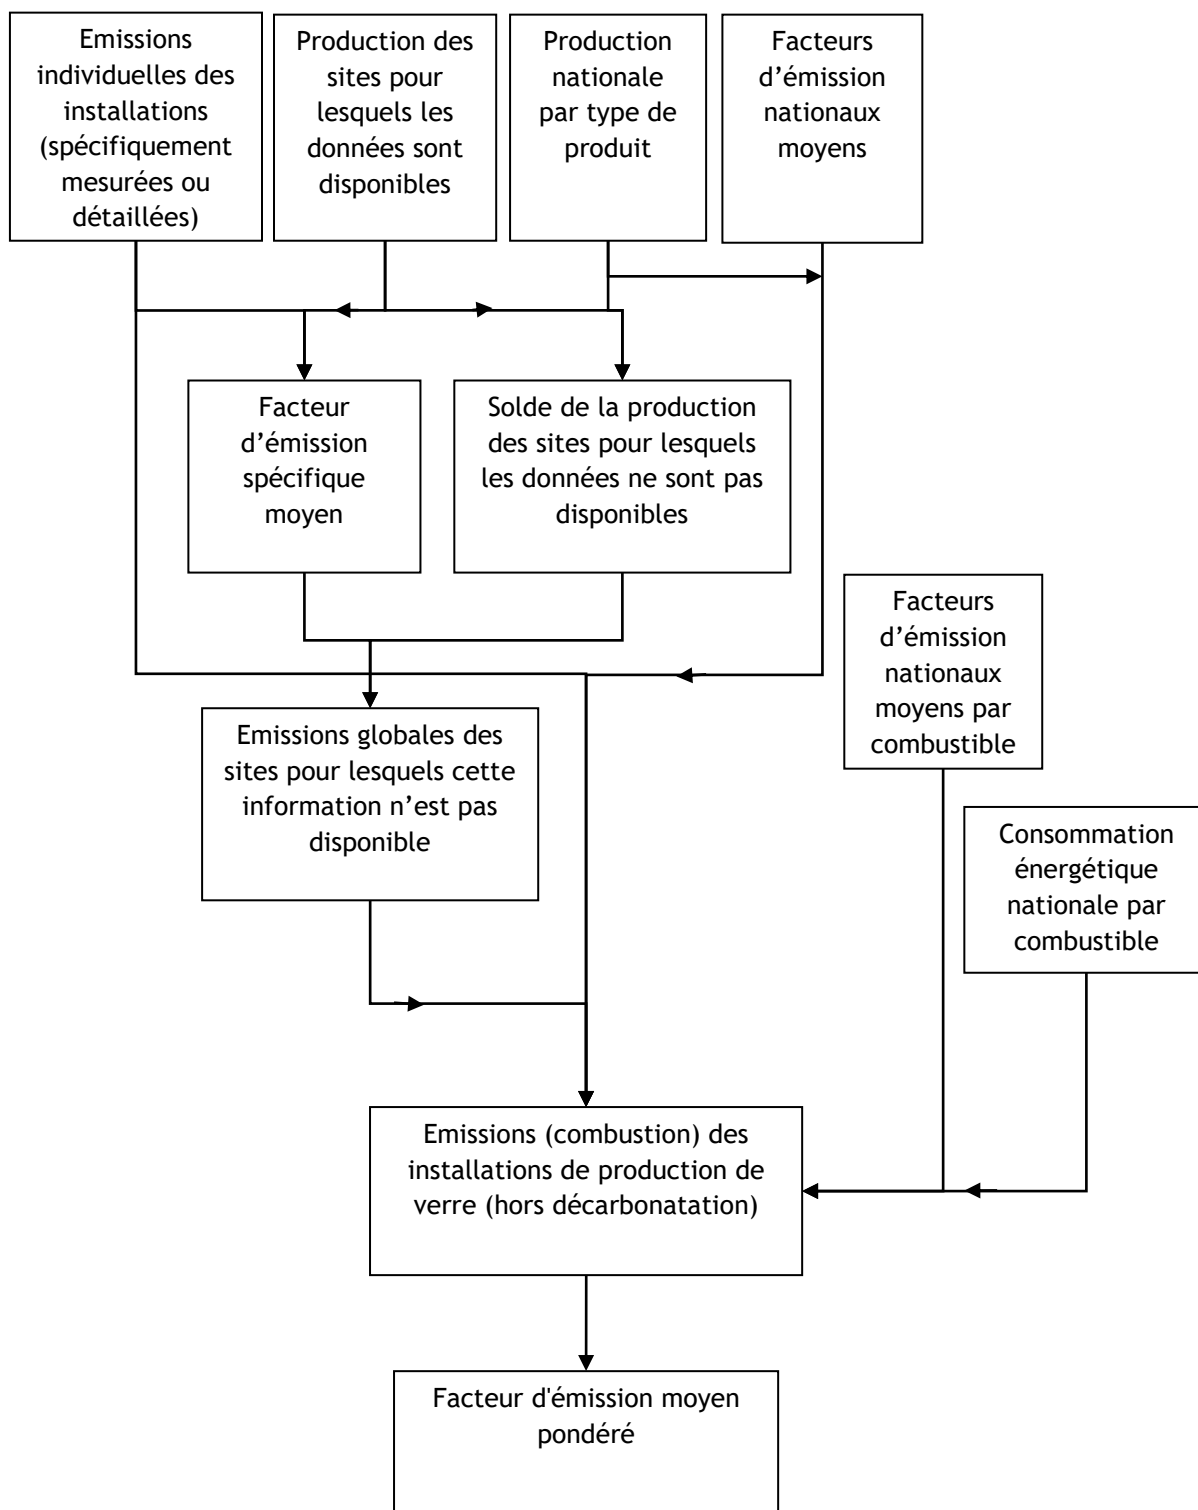 Emissions
individuelles des
installations
(spécifiquement
mesurées ou
détaillées)
Production des
sites pour
lesquels les
données sont
disponibles
Production
nationale
par type de
produit
Facteurs
d’émission
nationaux
moyens
Facteur
d’émission
spécifique
moyen
Solde de la production
des sites pour lesquels
les données ne sont pas
disponibles
Facteurs
d’émission
nationaux
moyens par
combustible
Emissions globales des
sites pour lesquels cette
information n’est pas
disponible
Consommation
énergétique
nationale par
combustible
Emissions (combustion) des
installations de production de
verre (hors décarbonatation)
Facteur d'émission moyen
pondéré